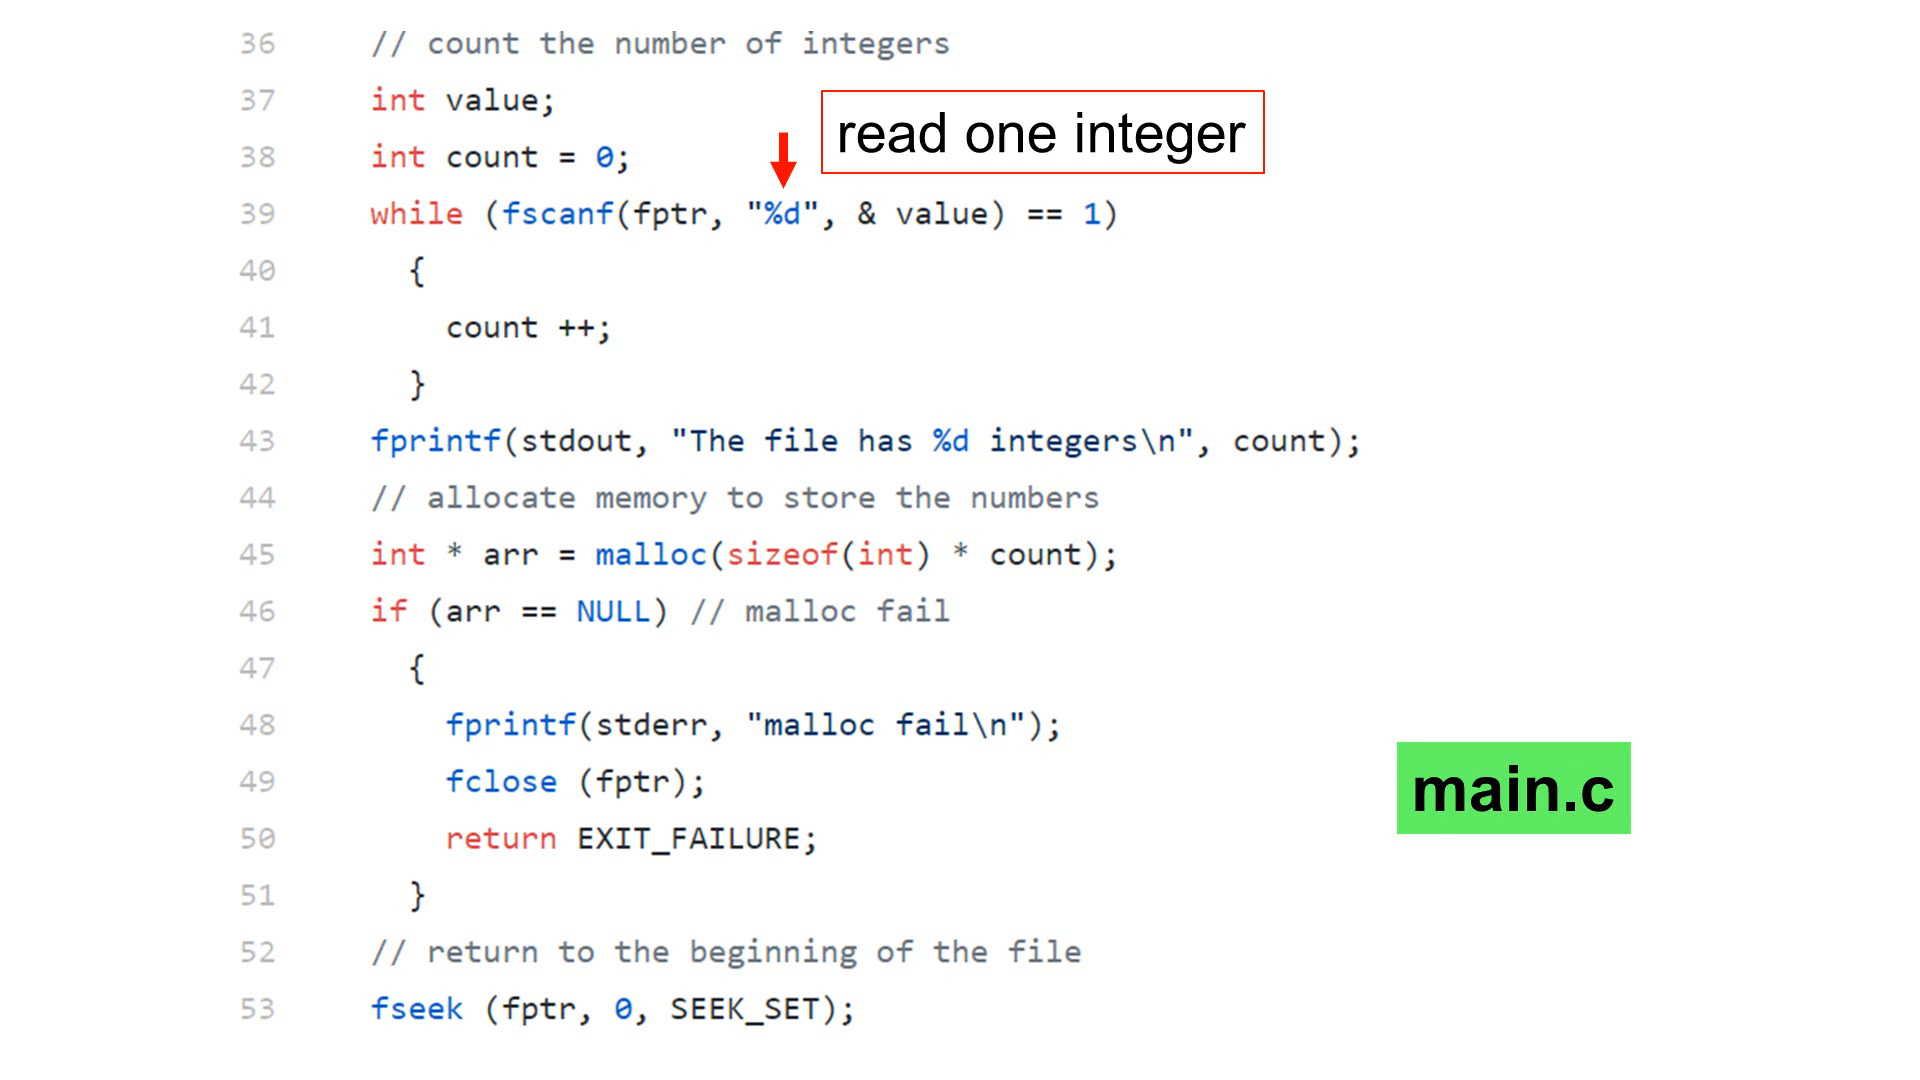 36 // count the number of integers
37 int value;
read one integer
38 int count = 0;
39 while (fscanf(fptr, "%d", & value) == 1)
40 {
41 count ++;
42 }
43 fprintf(stdout, "The file has %d integers\n", count);
44 // allocate memory to store the numbers
45 int * arr = malloc(sizeof(int) * count);
46 if (arr == NULL) // malloc fail
47 {
48 fprintf(stderr, "malloc fail\n");
49 fclose (fptr);
main.c
50 return EXIT_FAILURE;
51 }
52 // return to the beginning of the file
53 fseek (fptr, 0, SEEK_SET);